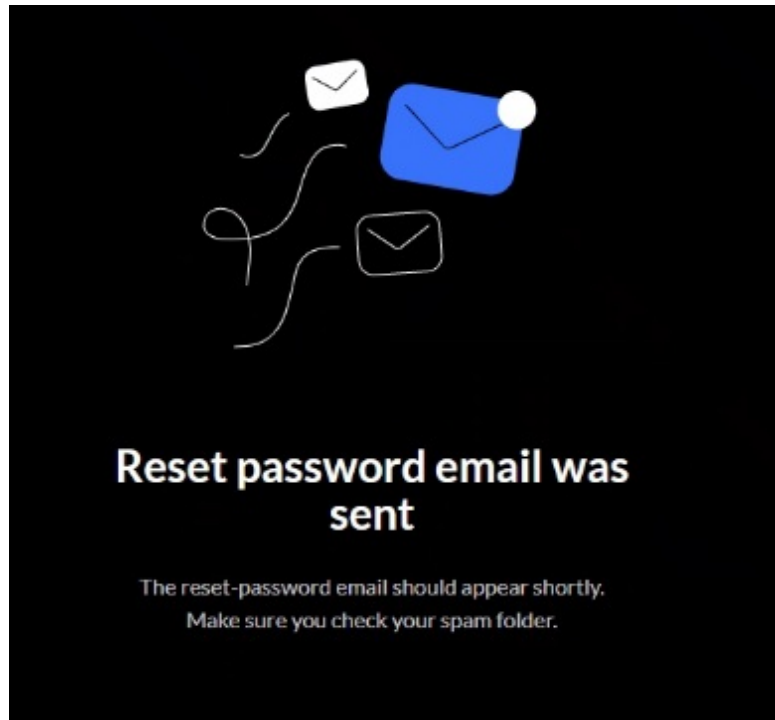 Reset password email was
sent
The reset-password email should appear shortly.
Make sure you check your spam folder.